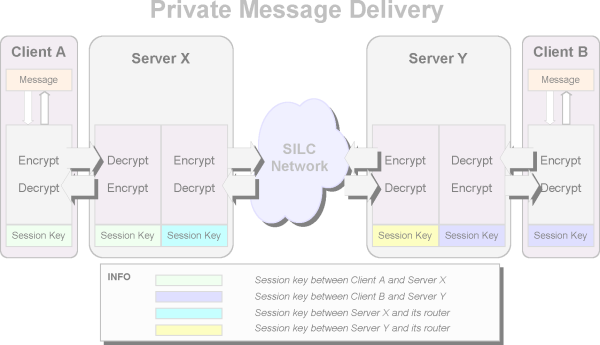 Private Message Delivery
Client A
Server X
Server Y
Client B
Message
Message
SILC
Network
Encrypt Decrypt Encrypt Encrypt Decrypt Encrypt
Decrypt Encrypt Decrypt Decrypt Encrypt Decrypt
Session Key Session Key Session Key Session Key Session Key Session Key
INFO
Session key between Client A and Server X
Session key between Client B and Server Y
Session key between Server X and its router
Session key between Server Y and its router